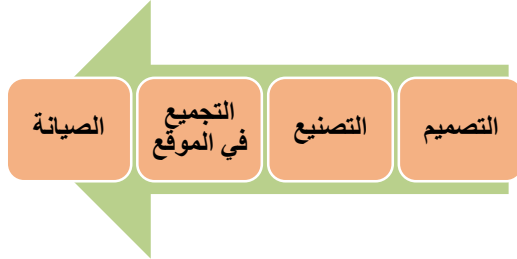 التصميم
التصنيع
التجميع
في الموقع
الصيانة